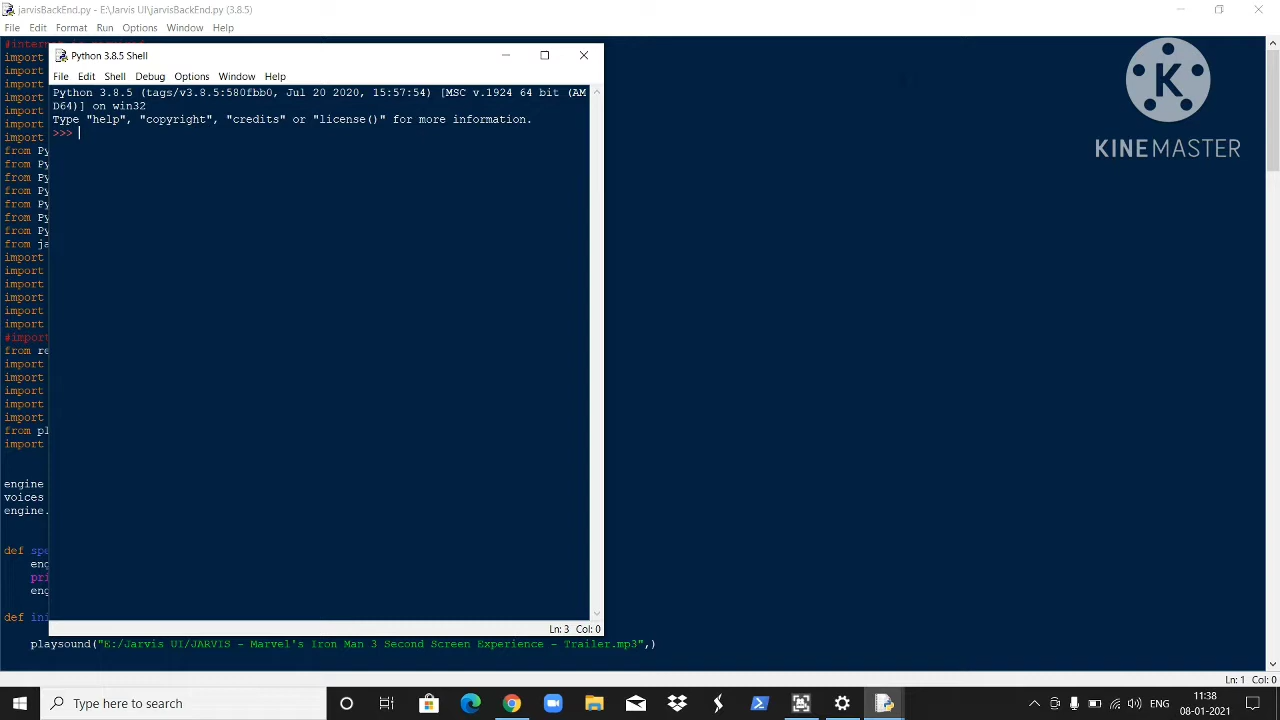 jarvisBackEnd.py - E:\Jarvis UI\jarvisBackEnd.py (3.8.5)
File Edit Format Run Options Window Help
Python 3.8.5 Shell
File Edit Shell Debug Options Window Help
Python 3.8.5 (tags/v3.8.5:580fbb0, Jul 20 2020, 15:57:54) [MSC v.1924 64 bit (AM
D64)] on win32
Type "help", "copyright", "credits" or "license()" for more information.
>>>
Ln: 3 Col: 0
import
import
import
import
import
import
import
from Py
from Py
from Py
from Py
from Py
from Py
from Py
from ja
import
import
import
import
import
import
#import
from re
import
import
import
import
import
from pl
import
engine
voices
engine.
def spe
eng
pri
eng
def ini
playsound("E:/Jarvis UI/JARVIS - Marvel's Iron Man 3 Second Screen Experience - Trailer.mp3",)
K
KINEMASTER
Ln: 1 Col: 0
Type here to search
ENG
11:38
08-01-2021